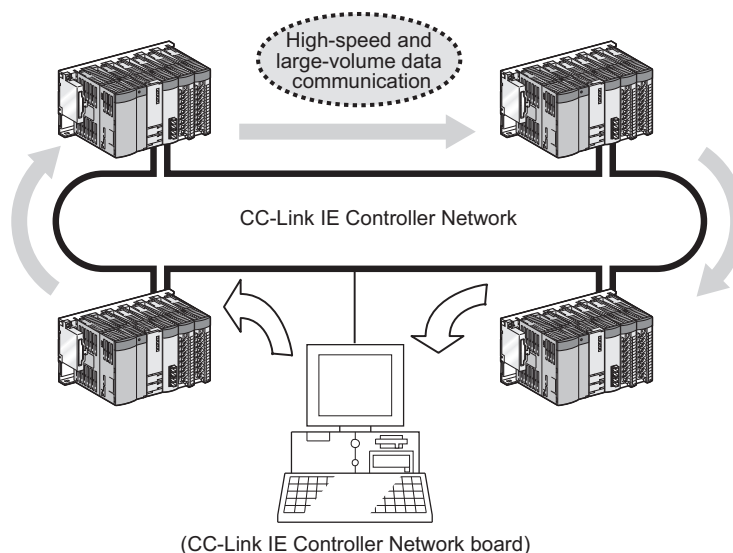 High-speed and
large-volume data
communication
CC-Link IE Controller Network
(CC-Link IE Controller Network board)